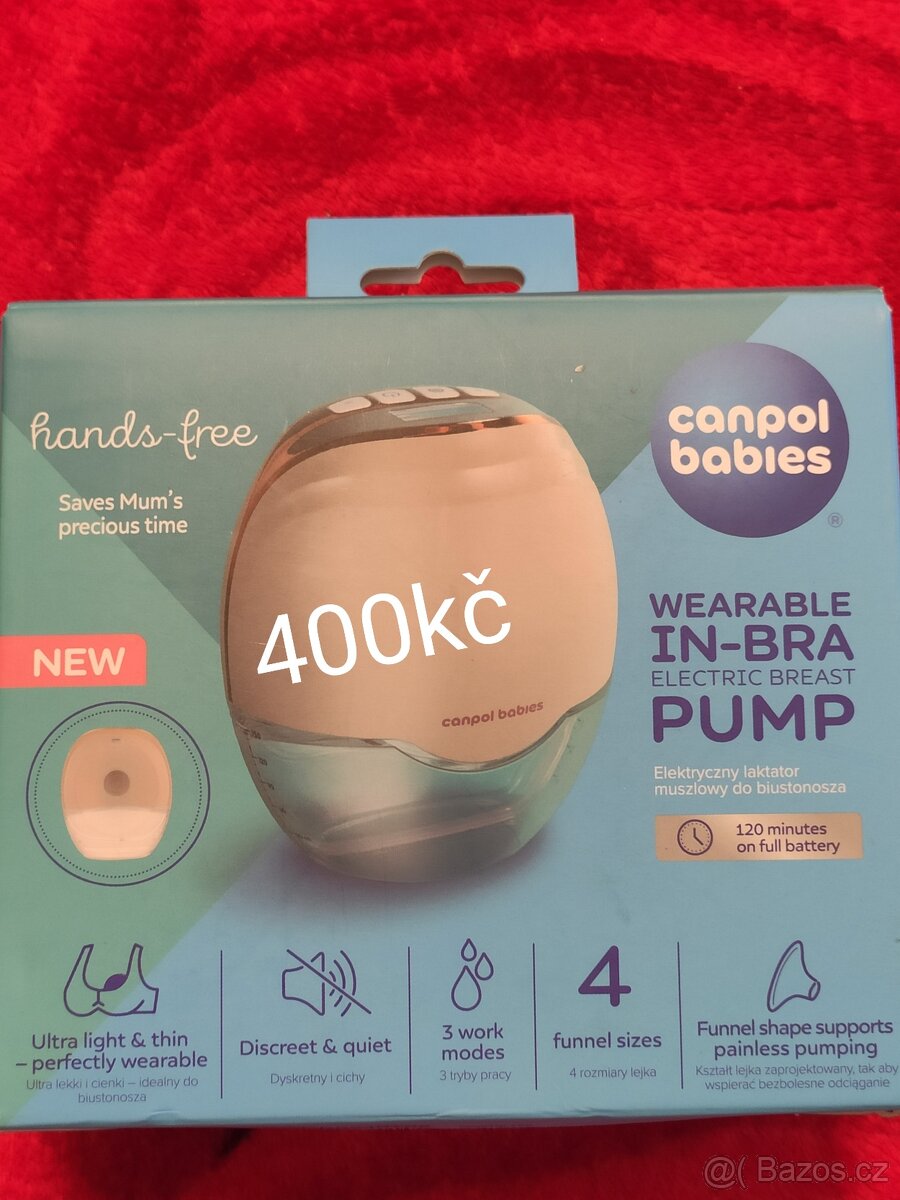 hands-free
Saves Mum's
precious time
canpol
babies
®
NEW
400kč
canpol babies
WEARABLE
IN-BRA
ELECTRIC BREAST
PUMP
Elektryczny laktator
muszlowy do biustonosza
120 minutes
on full battery
Ultra light & thin
– perfectly wearable
Ultra lekki i cienki – idealny do
biustonosza
Discreet & quiet
Dyskretny i cichy
3 work
modes
3 tryby pracy
4
funnel sizes
4 rozmiary lejka
Funnel shape supports
painless pumping
Kształt lejka zaprojektowany, tak aby
wspierać bezbolesne odciąganie
@( Bazos.cz